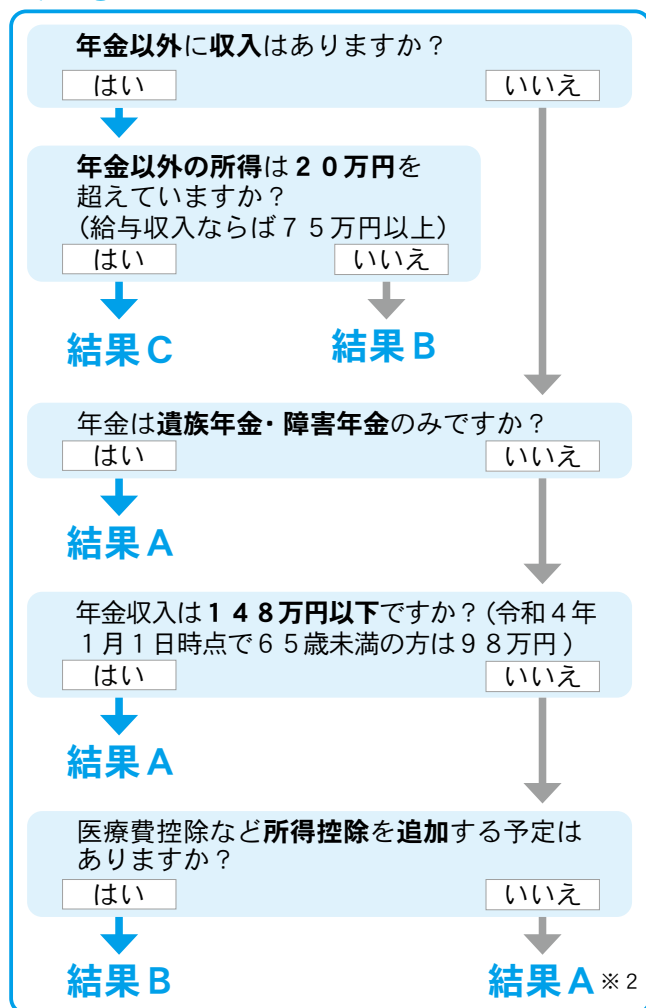 年金以外に収入はありますか？
はい
いいえ
年金以外の所得は２０万円を
超えていますか？
（給与収入ならば７５万円以上）
はい
いいえ
結果Ｃ
結果Ｂ
年金は遺族年金・障害年金のみですか？
はい
いいえ
結果Ａ
年金収入は１４８万円以下ですか？（令和４年
１月１日時点で６５歳未満の方は９８万円）
はい
いいえ
結果Ａ
医療費控除など所得控除を追加する予定は
ありますか？
はい
いいえ
結果Ｂ
結果Ａ※２